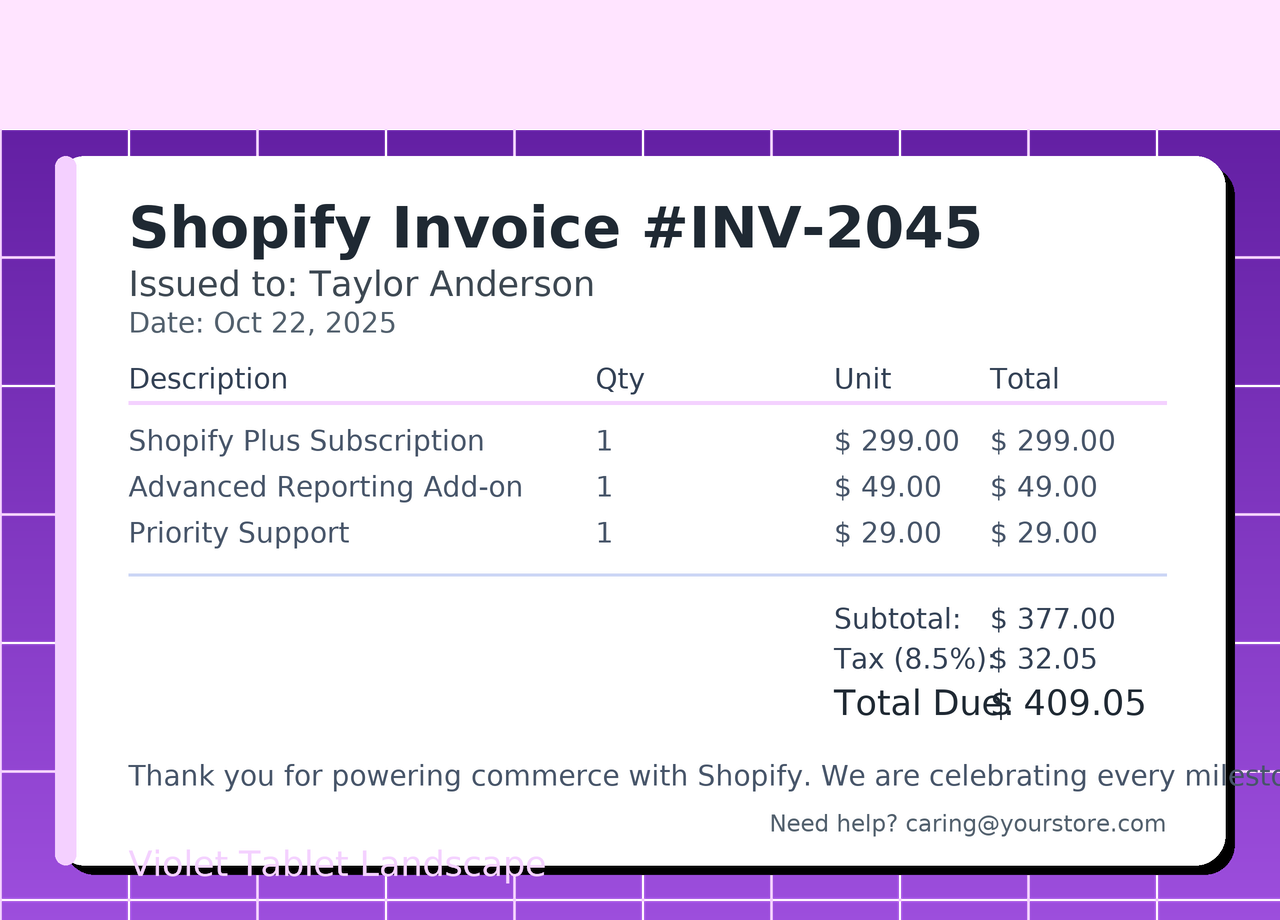 Shopify Invoice #INV-2045
Issued to: Taylor Anderson
Date: Oct 22, 2025
Description Qty Unit Total
Shopify Plus Subscription 1 $ 299.00 $ 299.00
Advanced Reporting Add-on 1 $ 49.00 $ 49.00
Priority Support 1 $ 29.00 $ 29.00
Subtotal: $ 377.00
Tax (8.5%): $ 32.05
Total Due: $ 409.05
Thank you for powering commerce with Shopify. We are celebrating every
Need help? caring@yourstore.com
Violet Tablet Landscape